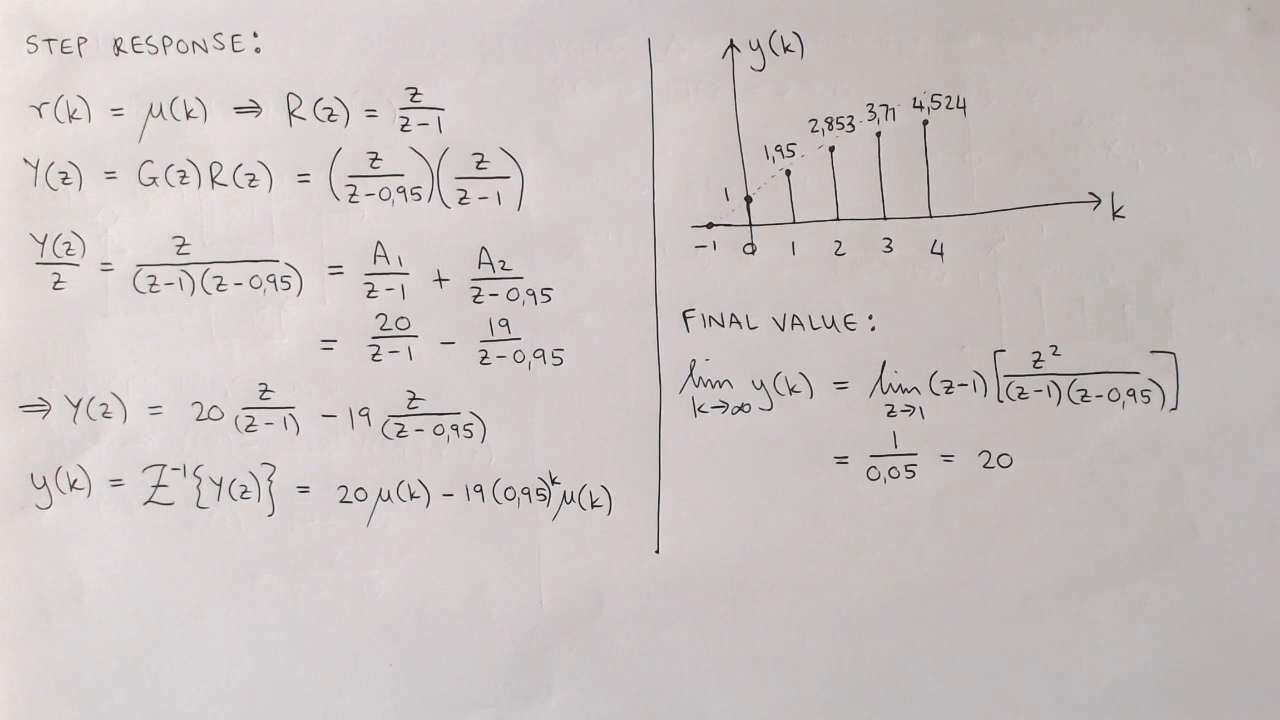 STEP RESPONSE:
r(k) = μ(k) ⇒ R(z) = z/(z-1)
Y(z) = G(z)R(z) = (z/(z-0,95))(z/(z-1))
Y(z)/z = z/((z-1)(z-0,95)) = A₁/(z-1) + A₂/(z-0,95)
= 20/(z-1) - 19/(z-0,95)
⇒ Y(z) = 20 z/(z-1) - 19 z/(z-0,95)
y(k) = Z⁻¹{Y(z)} = 20μ(k) - 19(0,95)^k μ(k)
y(k)
1 1,95 2,853 3,71 4,524
k
-1 0 1 2 3 4
FINAL VALUE:
lim k→∞ y(k) = lim z→1 (z-1)[z²/((z-1)(z-0,95))]
= 1/0,05 = 20